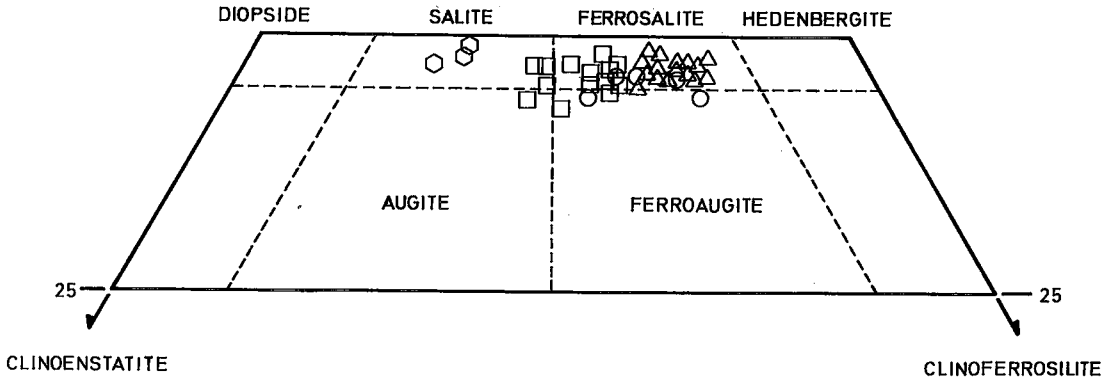 DIOPSIDE SALITE FERROSALITE HEDENBERGITE
AUGITE FERROAUGITE
25 25
CLINOENSTATITE CLINOFERROSILITE